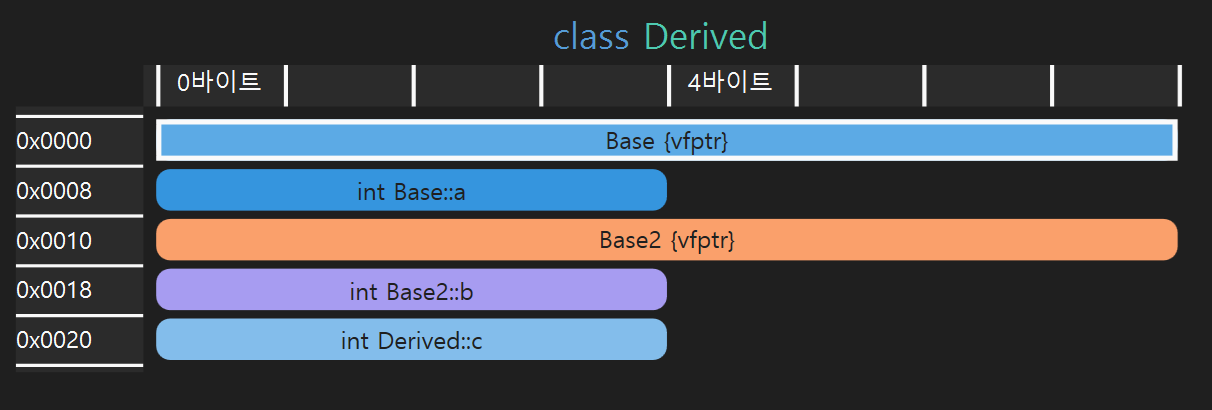 class Derived
0바이트 4바이트
0x0000 Base {vfptr}
0x0008 int Base::a
0x0010 Base2 {vfptr}
0x0018 int Base2::b
0x0020 int Derived::c